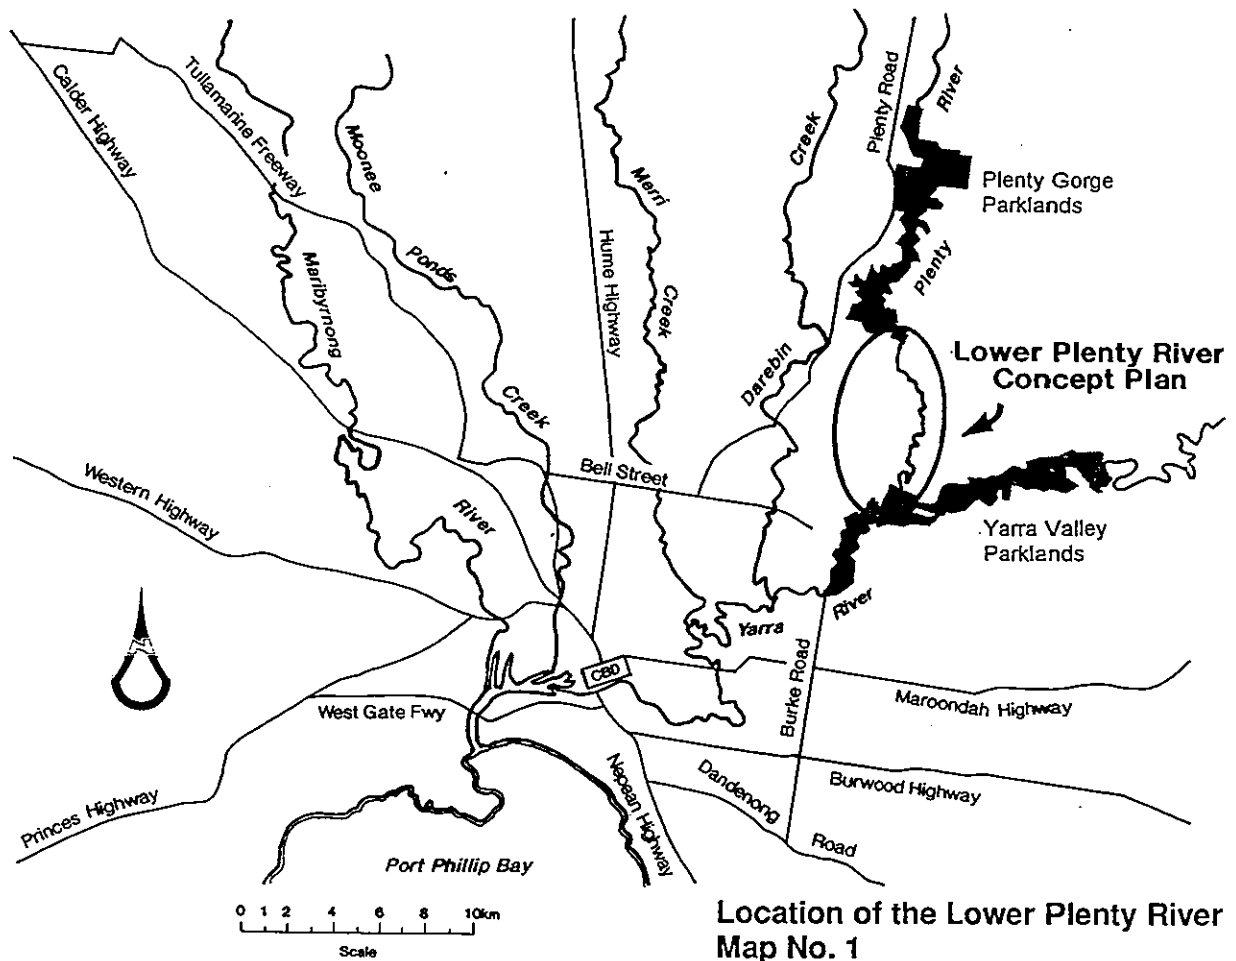 Calder Highway
Tullamarine Freeway
Moonee
Ponds
Creek
Maribyrnong
River
Hume Highway
Merri
Creek
Creek
Darebin
Plenty Road
River
Plenty
Plenty Gorge
Parklands
Lower Plenty River
Concept Plan
Bell Street
Western Highway
Yarra Valley
Parklands
River
Yarra
N
CBD
Burke Road
Maroondah Highway
West Gate Fwy
Princes Highway
Nepean Highway
Dandenong
Road
Burwood Highway
Port Phillip Bay
0 1 2 4 6 8 10km
Scale
Location of the Lower Plenty River
Map No. 1